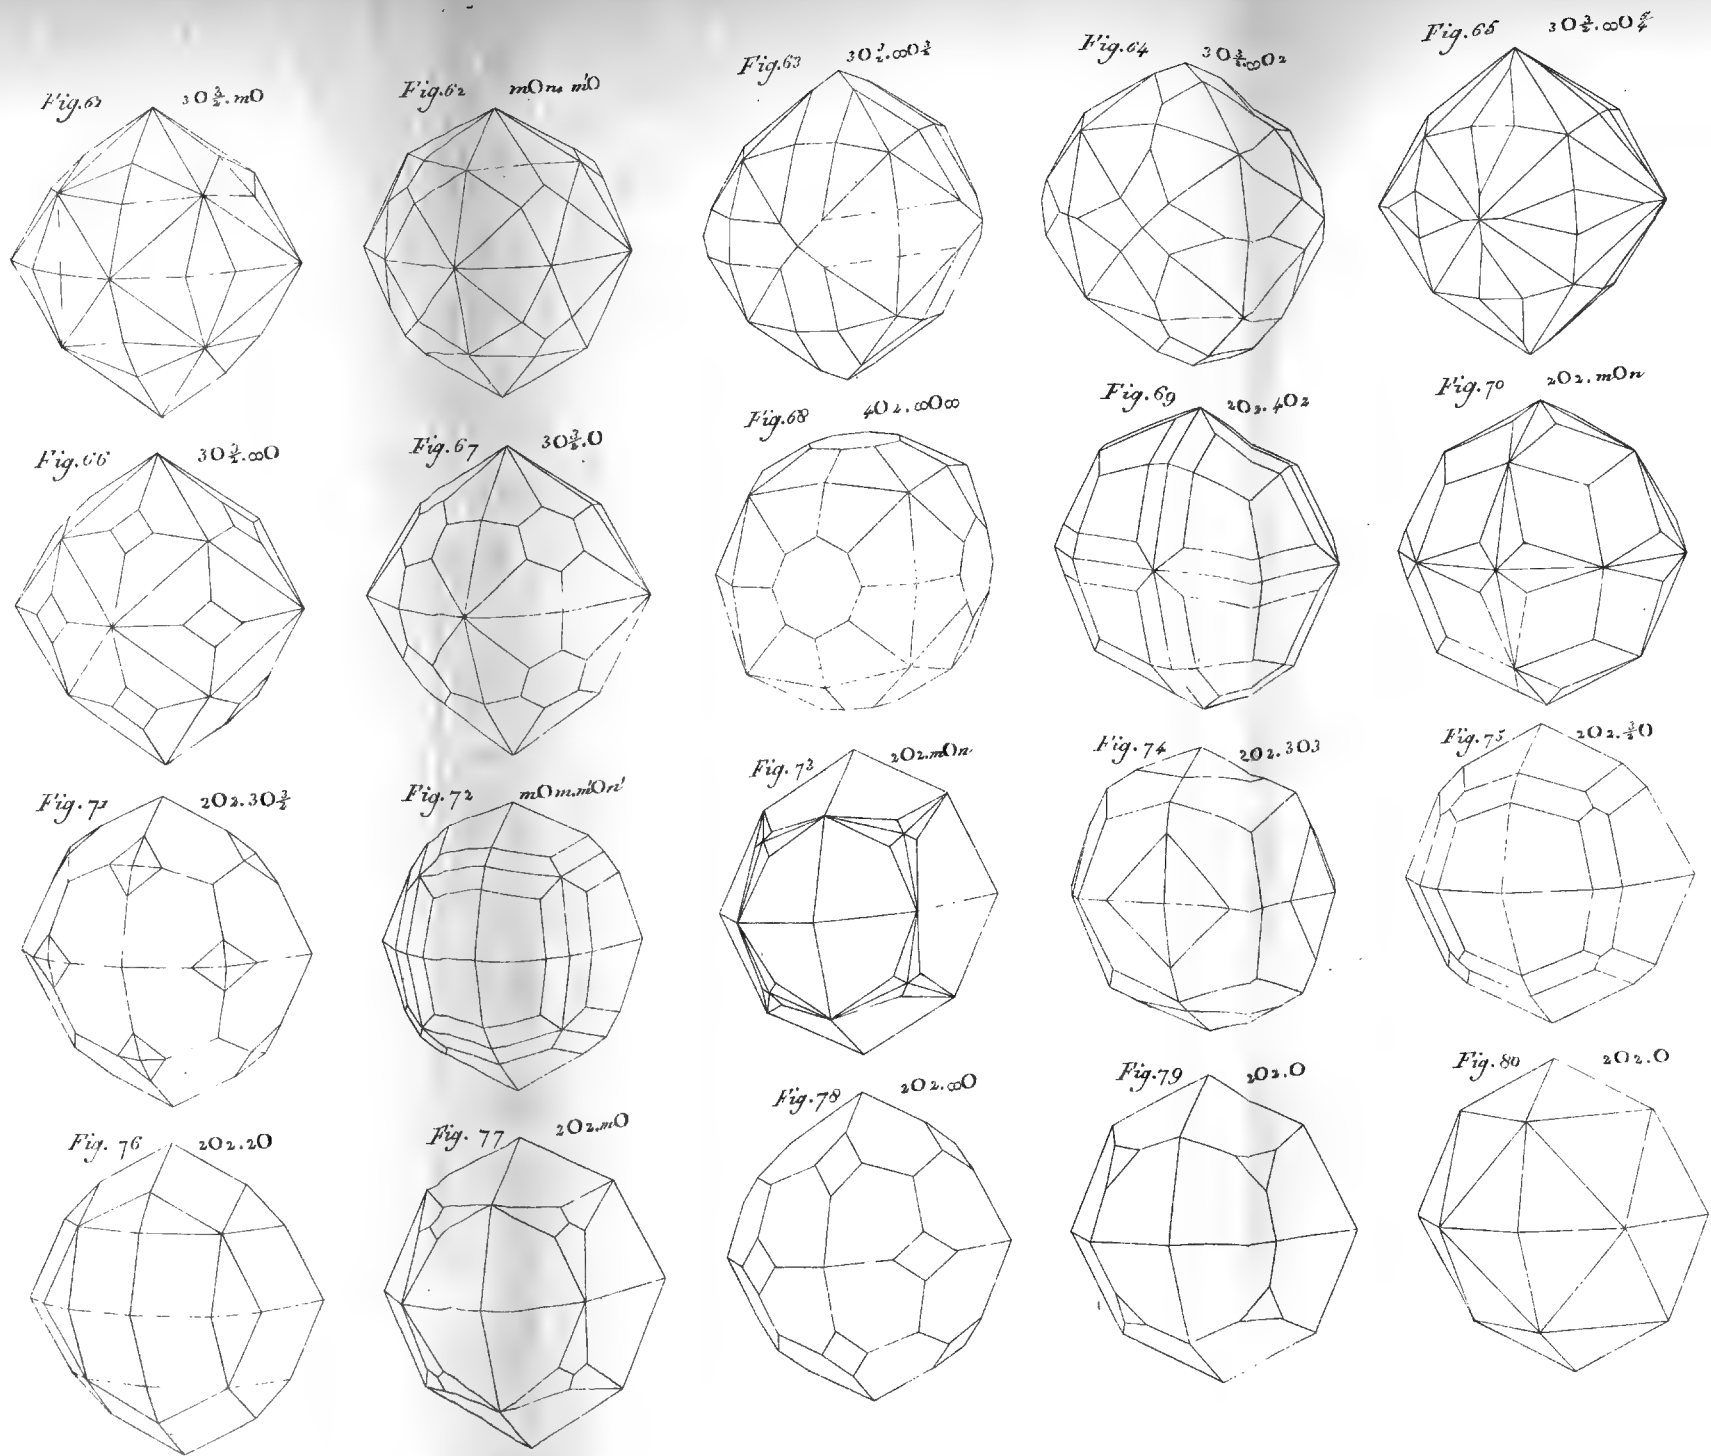 Fig. 61 3O3/2.mO
Fig. 62 mOn. m'O
Fig. 63 3O3/2.∞O3/2
Fig. 64 3O3/2.∞O2
Fig. 65 3O3/2.∞O5/4
Fig. 66 3O3/2.∞O
Fig. 67 3O3/2.O
Fig. 68 4O2.∞O∞
Fig. 69 2O2.4O2
Fig. 70 2O2.mOn
Fig. 71 2O2.3O3/2
Fig. 72 mOm.m'On'
Fig. 73 2O2.mOn
Fig. 74 2O2.3O3
Fig. 75 2O2.3/2O
Fig. 76 2O2.2O
Fig. 77 2O2.mO
Fig. 78 2O2.∞O
Fig. 79 2O2.O
Fig. 80 2O2.O